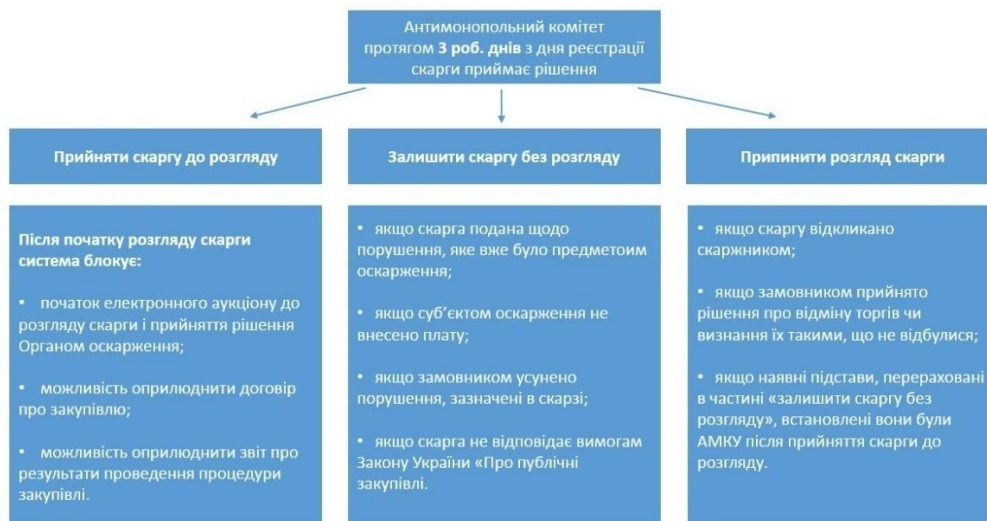 Антимонопольний комітет
протягом 3 роб. днів з дня реєстрації
скарги приймає рішення
Прийняти скаргу до розгляду
Залишити скаргу без розгляду
Припинити розгляд скарги
Після початку розгляду скарги
система блокує:
• початок електронного аукціону до
розгляду скарги і прийняття рішення
Органом оскарження;
• можливість оприлюднити договір
про закупівлю;
• можливість оприлюднити звіт про
результати проведення процедури
закупівлі.
• якщо скарга подана щодо
порушення, яке вже було предметоим
оскарження;
• якщо суб’єктом оскарження не
внесено плату;
• якщо замовником усунено
порушення, зазначені в скарзі;
• якщо скарга не відповідає вимогам
Закону України «Про публічні
закупівлі.
• якщо скаргу відкликано
скаржником;
• якщо замовником прийнято
рішення про відміну торгів чи
визнання їх такими, що не відбулися;
• якщо наявні підстави, перераховані
в частині «залишити скаргу без
розгляду», встановлені вони були
АМКУ після прийняття скарги до
розгляду.